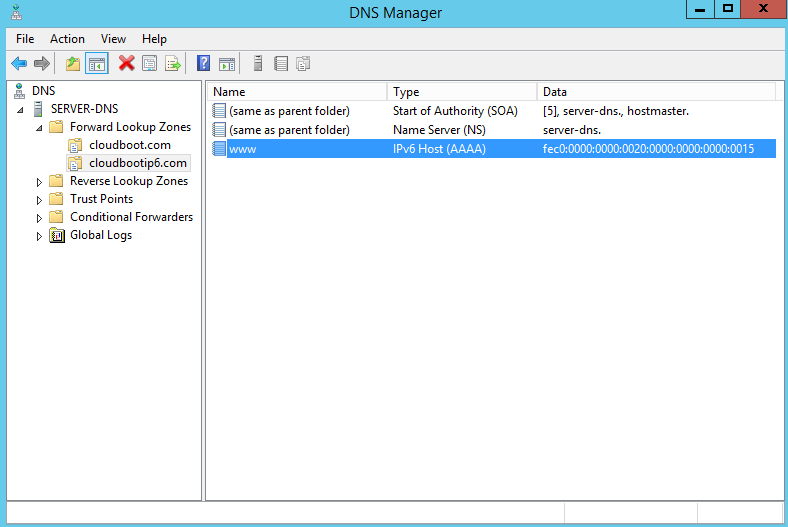 DNS Manager
File Action View Help
DNS
SERVER-DNS
Forward Lookup Zones
cloudboot.com
cloudbootip6.com
Reverse Lookup Zones
Trust Points
Conditional Forwarders
Global Logs
Name Type Data
(same as parent folder) Start of Authority (SOA) [5], server-dns., hostmaster.
(same as parent folder) Name Server (NS) server-dns.
www IPv6 Host (AAAA) fec0:0000:0000:0020:0000:0000:0000:0015